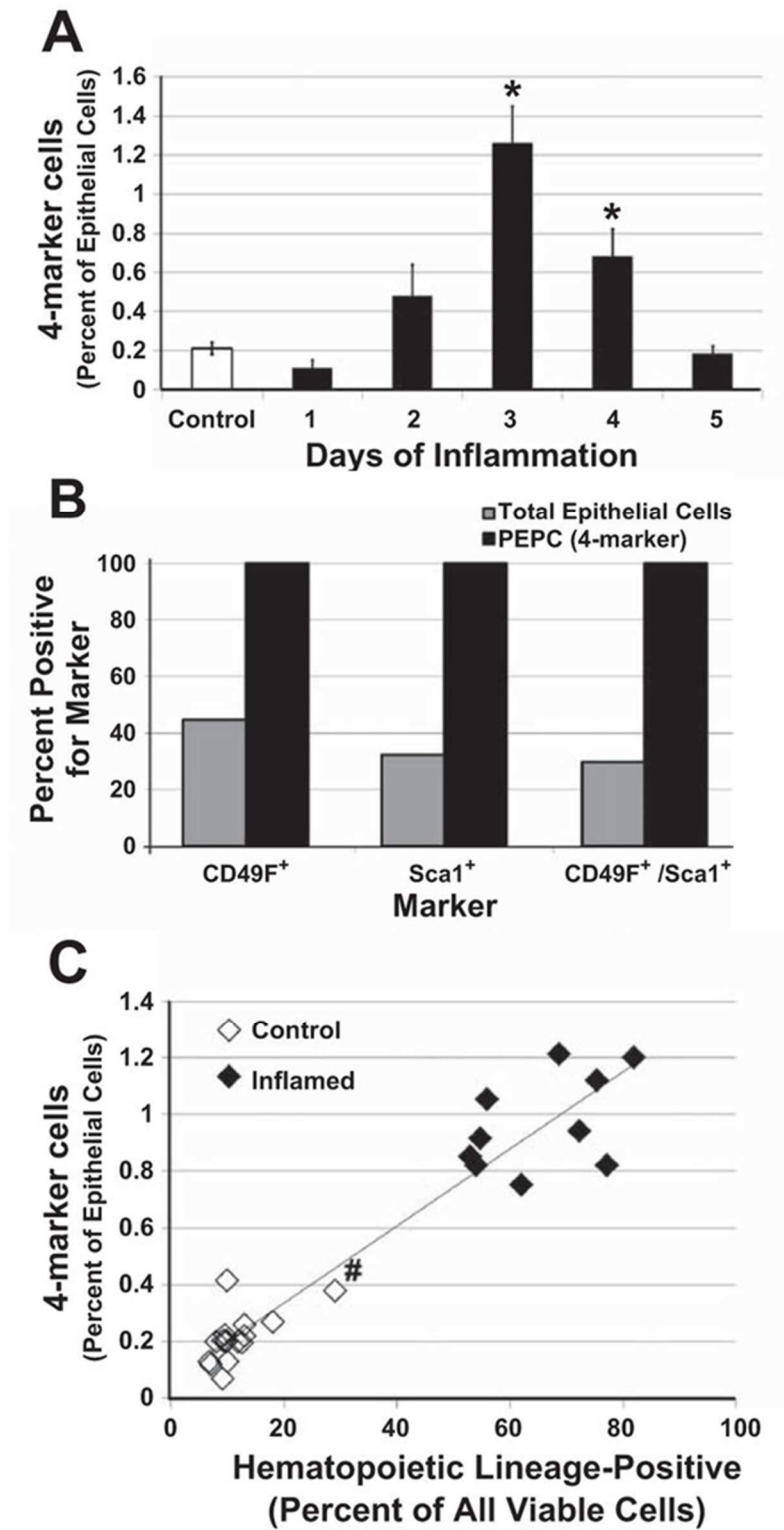 A
4-marker cells
(Percent of Epithelial Cells)
1.6
1.4
1.2
1
0.8
0.6
0.4
0.2
0
*
*
Control 1 2 3 4 5
Days of Inflammation
B
Total Epithelial Cells
PEPC (4-marker)
Percent Positive
for Marker
100
80
60
40
20
0
CD49F+ Sca1+ CD49F+ /Sca1+
Marker
C
4-marker cells
(Percent of Epithelial Cells)
1.4
1.2
1
0.8
0.6
0.4
0.2
0
Control
Inflamed
#
0 20 40 60 80 100
Hematopoietic Lineage-Positive
(Percent of All Viable Cells)